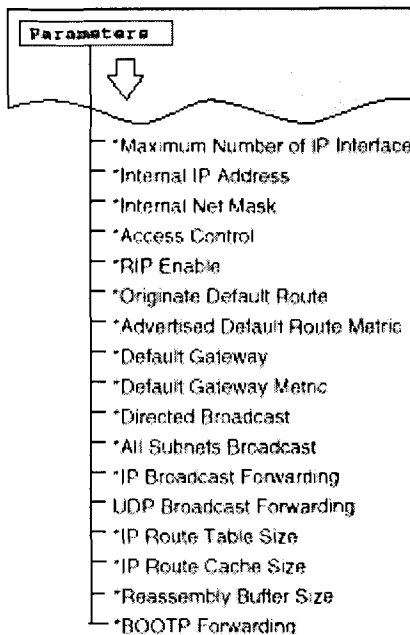 Parameters
*Maximum Number of IP Interface
*Internal IP Address
*Internal Net Mask
*Access Control
*RIP Enable
*Originate Default Route
*Advertised Default Route Metric
*Default Gateway
*Default Gateway Metric
*Directed Broadcast
*All Subnets Broadcast
*IP Broadcast Forwarding
UDP Broadcast Forwarding
*IP Route Table Size
*IP Route Cache Size
*Reassembly Buffer Size
*BOOTP Forwarding